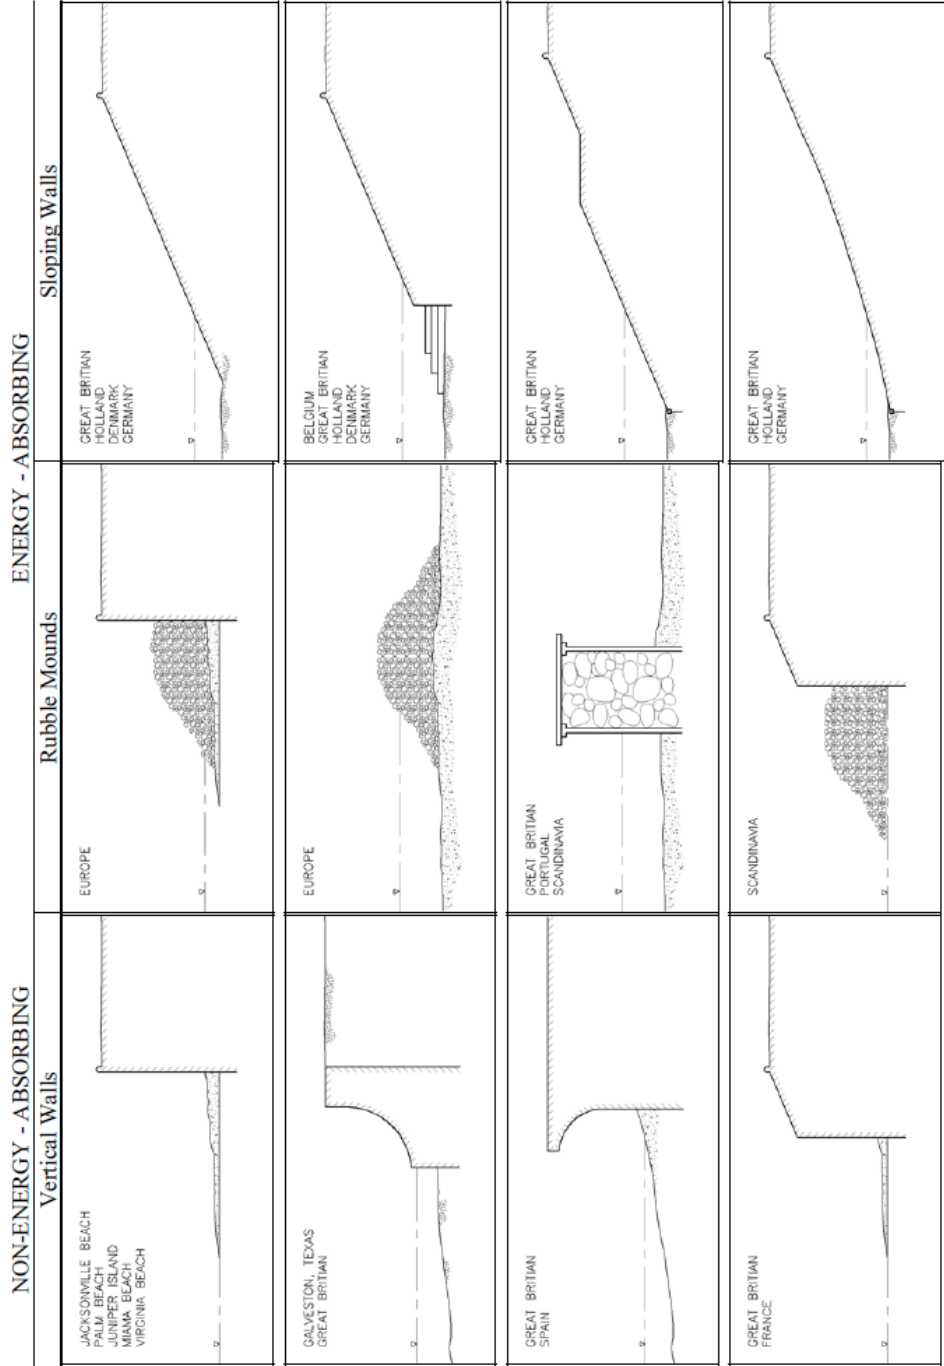 NON-ENERGY - ABSORBING
ENERGY - ABSORBING
Vertical Walls
Rubble Mounds
Sloping Walls
JACKSONVILLE BEACH
PALM BEACH
JUNIPER ISLAND
MIAMA BEACH
VIRGINIA BEACH
EUROPE
GREAT BRITIAN
HOLLAND
DENMARK
GERMANY
GALVESTON, TEXAS
GREAT BRITIAN
EUROPE
BELGIUM
GREAT BRITIAN
HOLLAND
DENMARK
GERMANY
GREAT BRITIAN
SPAIN
GREAT BRITIAN
PORTUGAL
SCANDINAVIA
GREAT BRITIAN
HOLLAND
GERMANY
GREAT BRITIAN
FRANCE
SCANDINAVIA
GREAT BRITIAN
HOLLAND
GERMANY